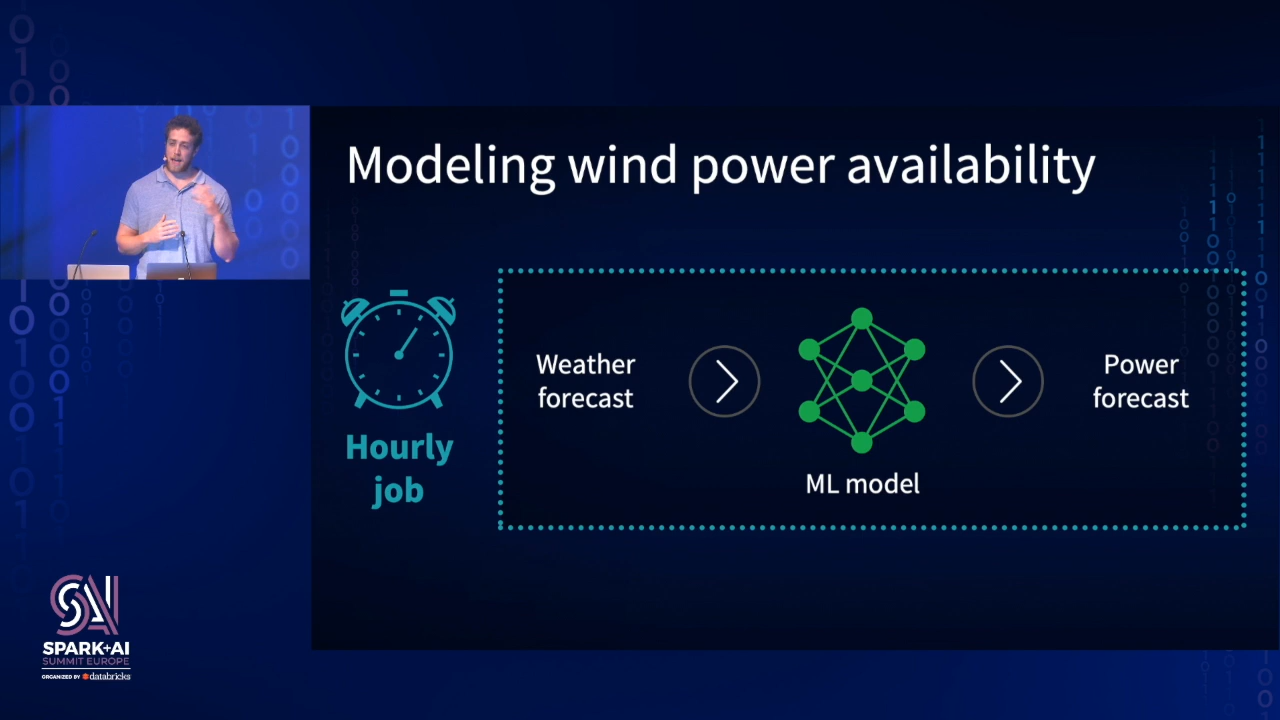 Modeling wind power availability
Hourly
job
Weather
forecast
ML model
Power
forecast
SAI
SPARK+AI
SUMMIT EUROPE
ORGANIZED BY databricks